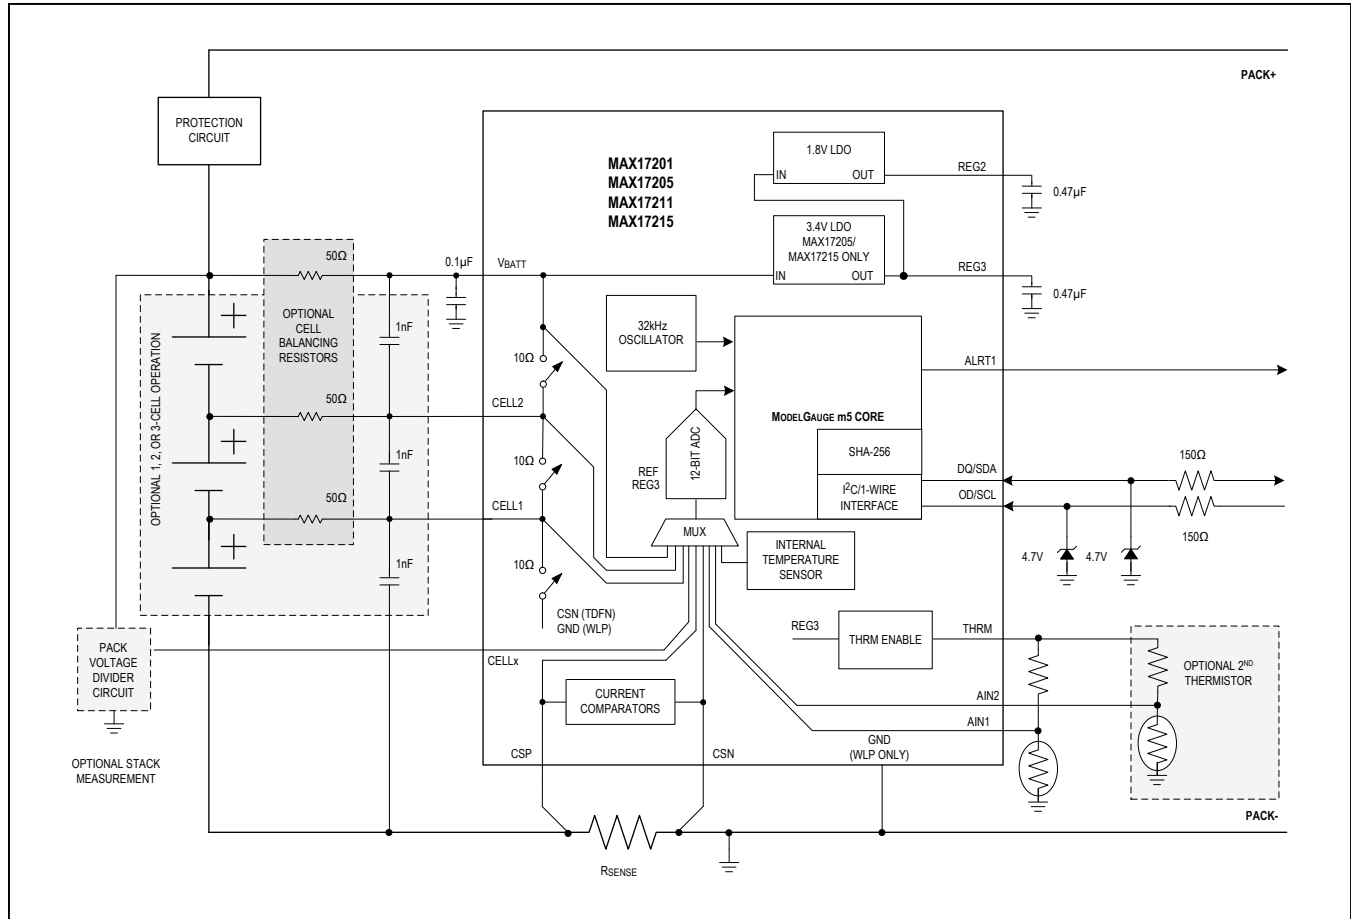 PACK+
PROTECTION
CIRCUIT
MAX17201
MAX17205
MAX17211
MAX17215
1.8V LDO
IN
OUT
REG2
0.47µF
3.4V LDO
MAX17205/
MAX17215 ONLY
IN
OUT
REG3
0.47µF
50Ω
0.1µF
VBATT
OPTIONAL 1, 2, OR 3-CELL OPERATION
OPTIONAL
CELL
BALANCING
RESISTORS
1nF
32kHz
OSCILLATOR
10Ω
ALRT1
50Ω
CELL2
MODELGAUGE m5 CORE
12-BIT ADC
1nF
10Ω
REF
REG3
SHA-256
I2C/1-WIRE
INTERFACE
DQ/SDA
OD/SCL
150Ω
150Ω
50Ω
CELL1
MUX
1nF
10Ω
INTERNAL
TEMPERATURE
SENSOR
4.7V
4.7V
CSN (TDFN)
GND (WLP)
REG3
THRM ENABLE
THRM
PACK
VOLTAGE
DIVIDER
CIRCUIT
CELLx
OPTIONAL 2ND
THERMISTOR
CURRENT
COMPARATORS
AIN2
AIN1
CSP
CSN
GND
(WLP ONLY)
OPTIONAL STACK
MEASUREMENT
PACK-
RSENSE